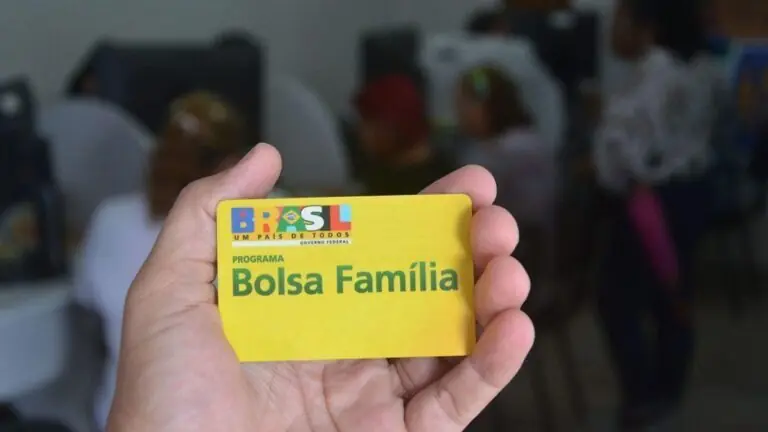 BRASIL
UM PAÍS DE TODOS
GOVERNO FEDERAL
PROGRAMA
Bolsa Família